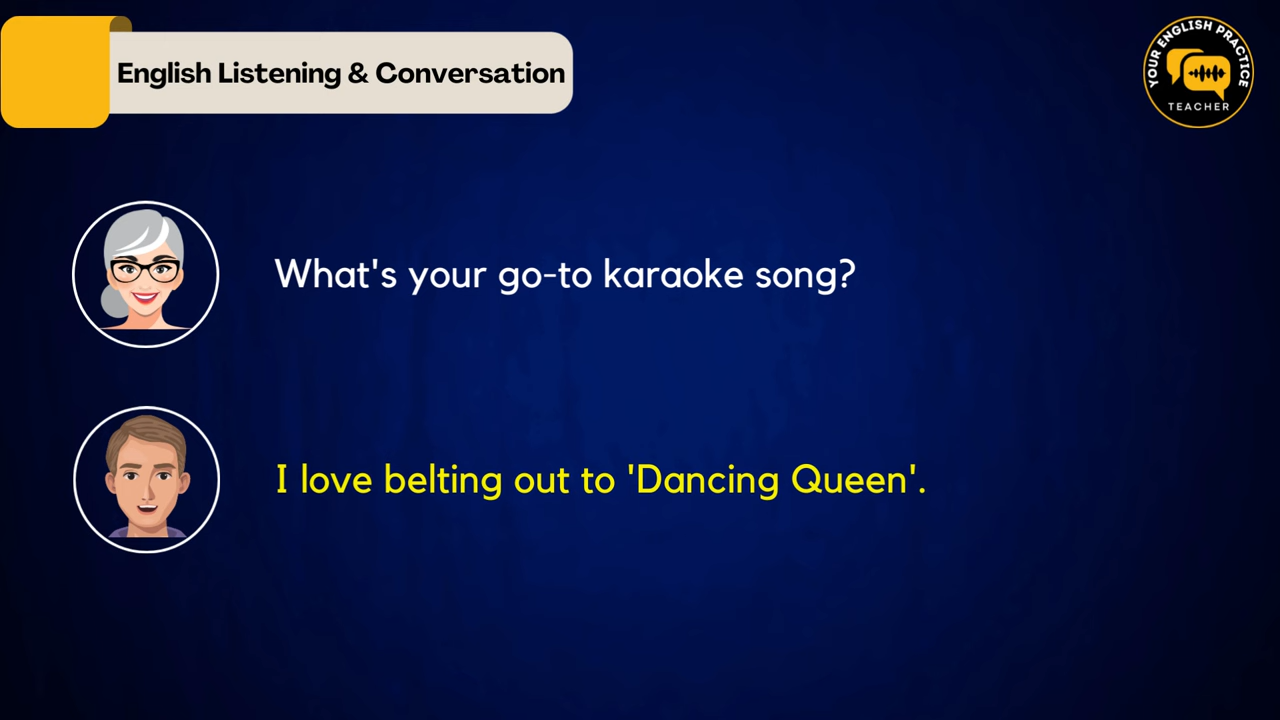 English Listening & Conversation
YOUR ENGLISH PRACTICE
TEACHER
What's your go-to karaoke song?
I love belting out to 'Dancing Queen'.